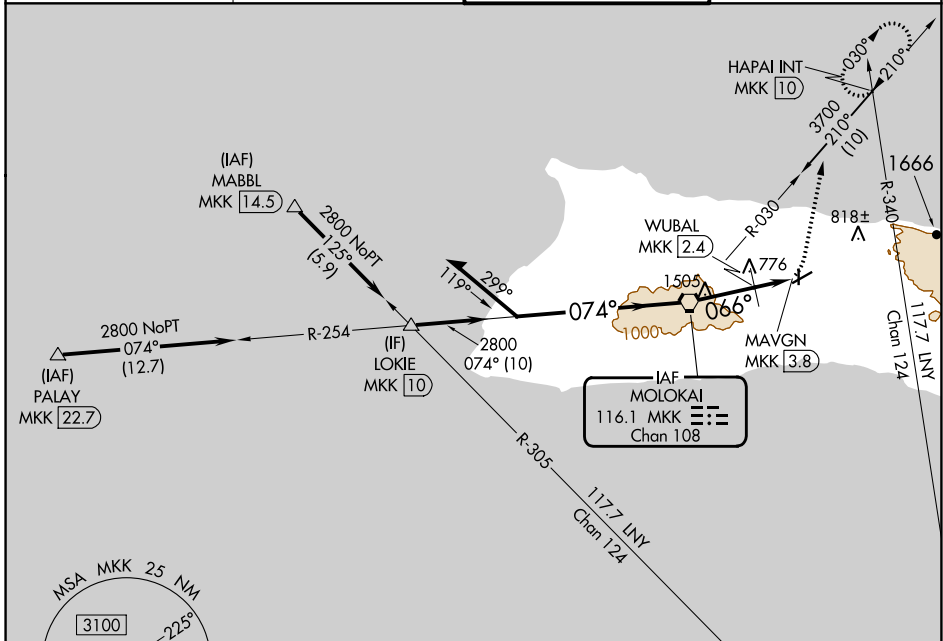 HAPAI INT
MKK 10
030°
210°
3700
210°
(10)
(IAF)
MABBL
MKK 14.5
2800 NoPT
125°
(5.9)
1666
R-340
818±
R-030
WUBAL
MKK 2.4
776
1505
299°
119°
074°
066°
1000
2800 NoPT
074°
(12.7)
R-254
(IAF)
PALAY
MKK 22.7
(IF)
LOKIE
MKK 10
2800
074° (10)
MAVGN
MKK 3.8
117.7 LNY
Chan 124
IAF
MOLOKAI
116.1 MKK
Chan 108
R-305
117.7 LNY
Chan 124
MSA MKK 25 NM
3100
225°